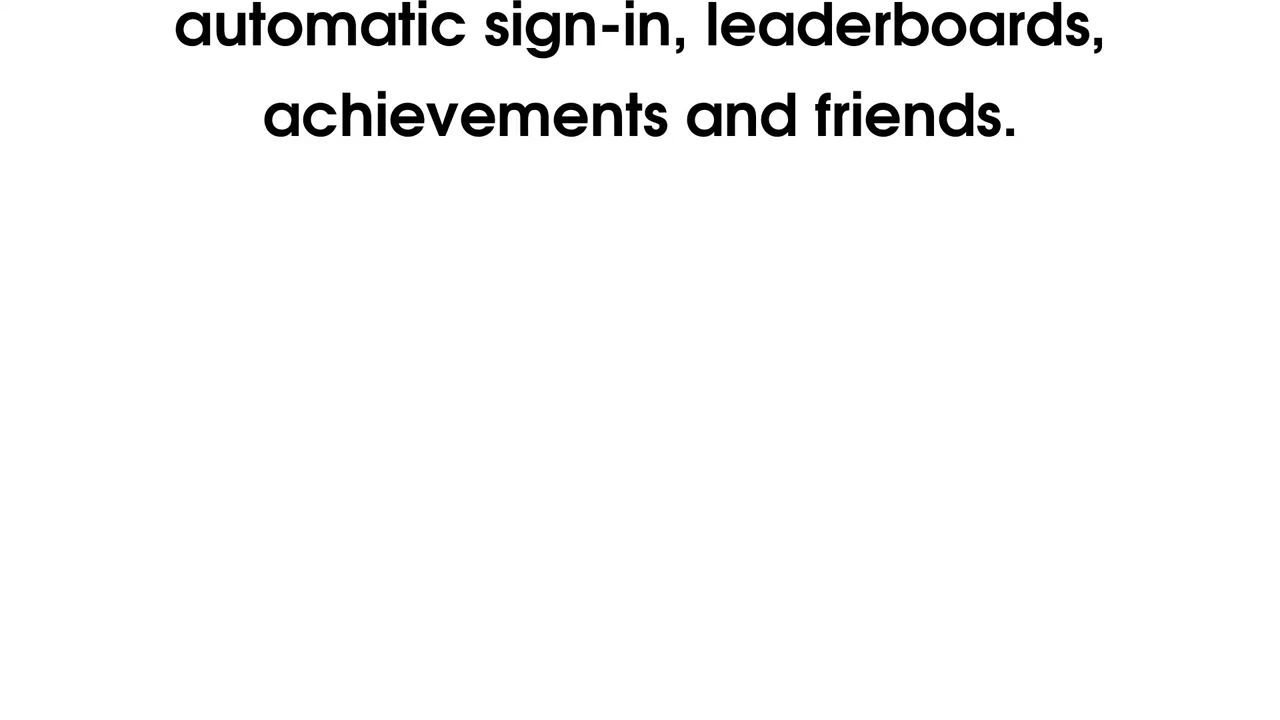 automatic sign-in, leaderboards,
achievements and friends.